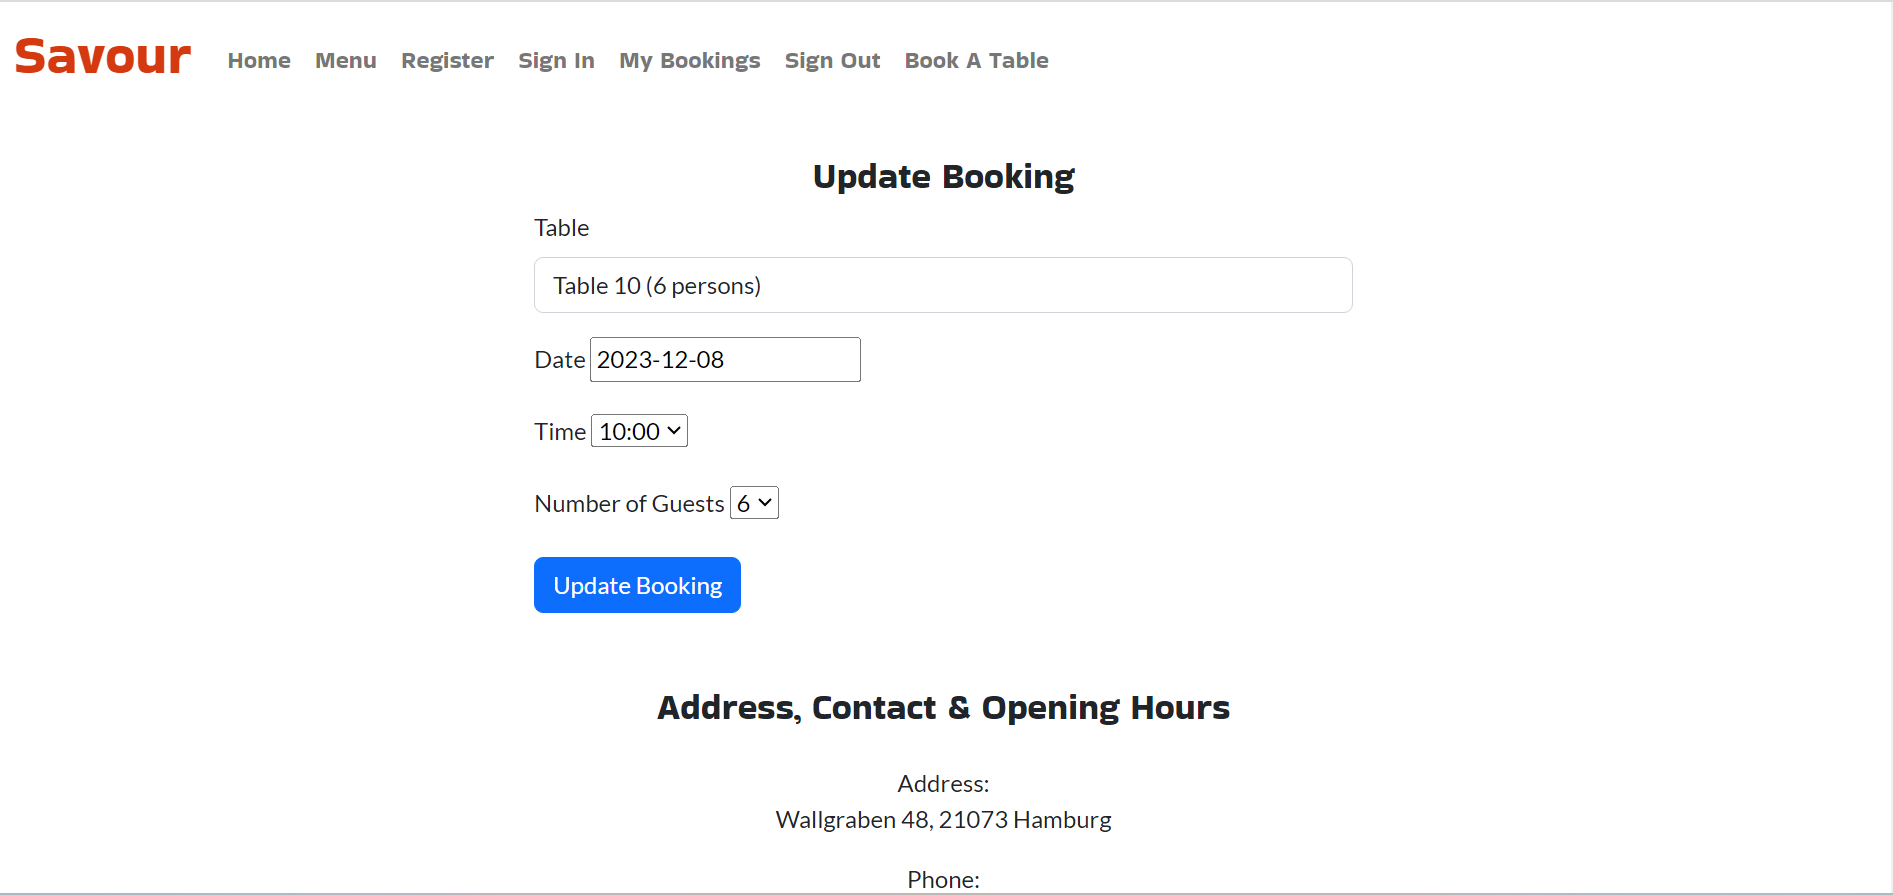 Savour Home Menu Register Sign In My Bookings Sign Out Book A Table
Update Booking
Table
Table 10 (6 persons)
Date 2023-12-08
Time 10:00
Number of Guests 6
Update Booking
Address, Contact & Opening Hours
Address:
Wallgraben 48, 21073 Hamburg
Phone: